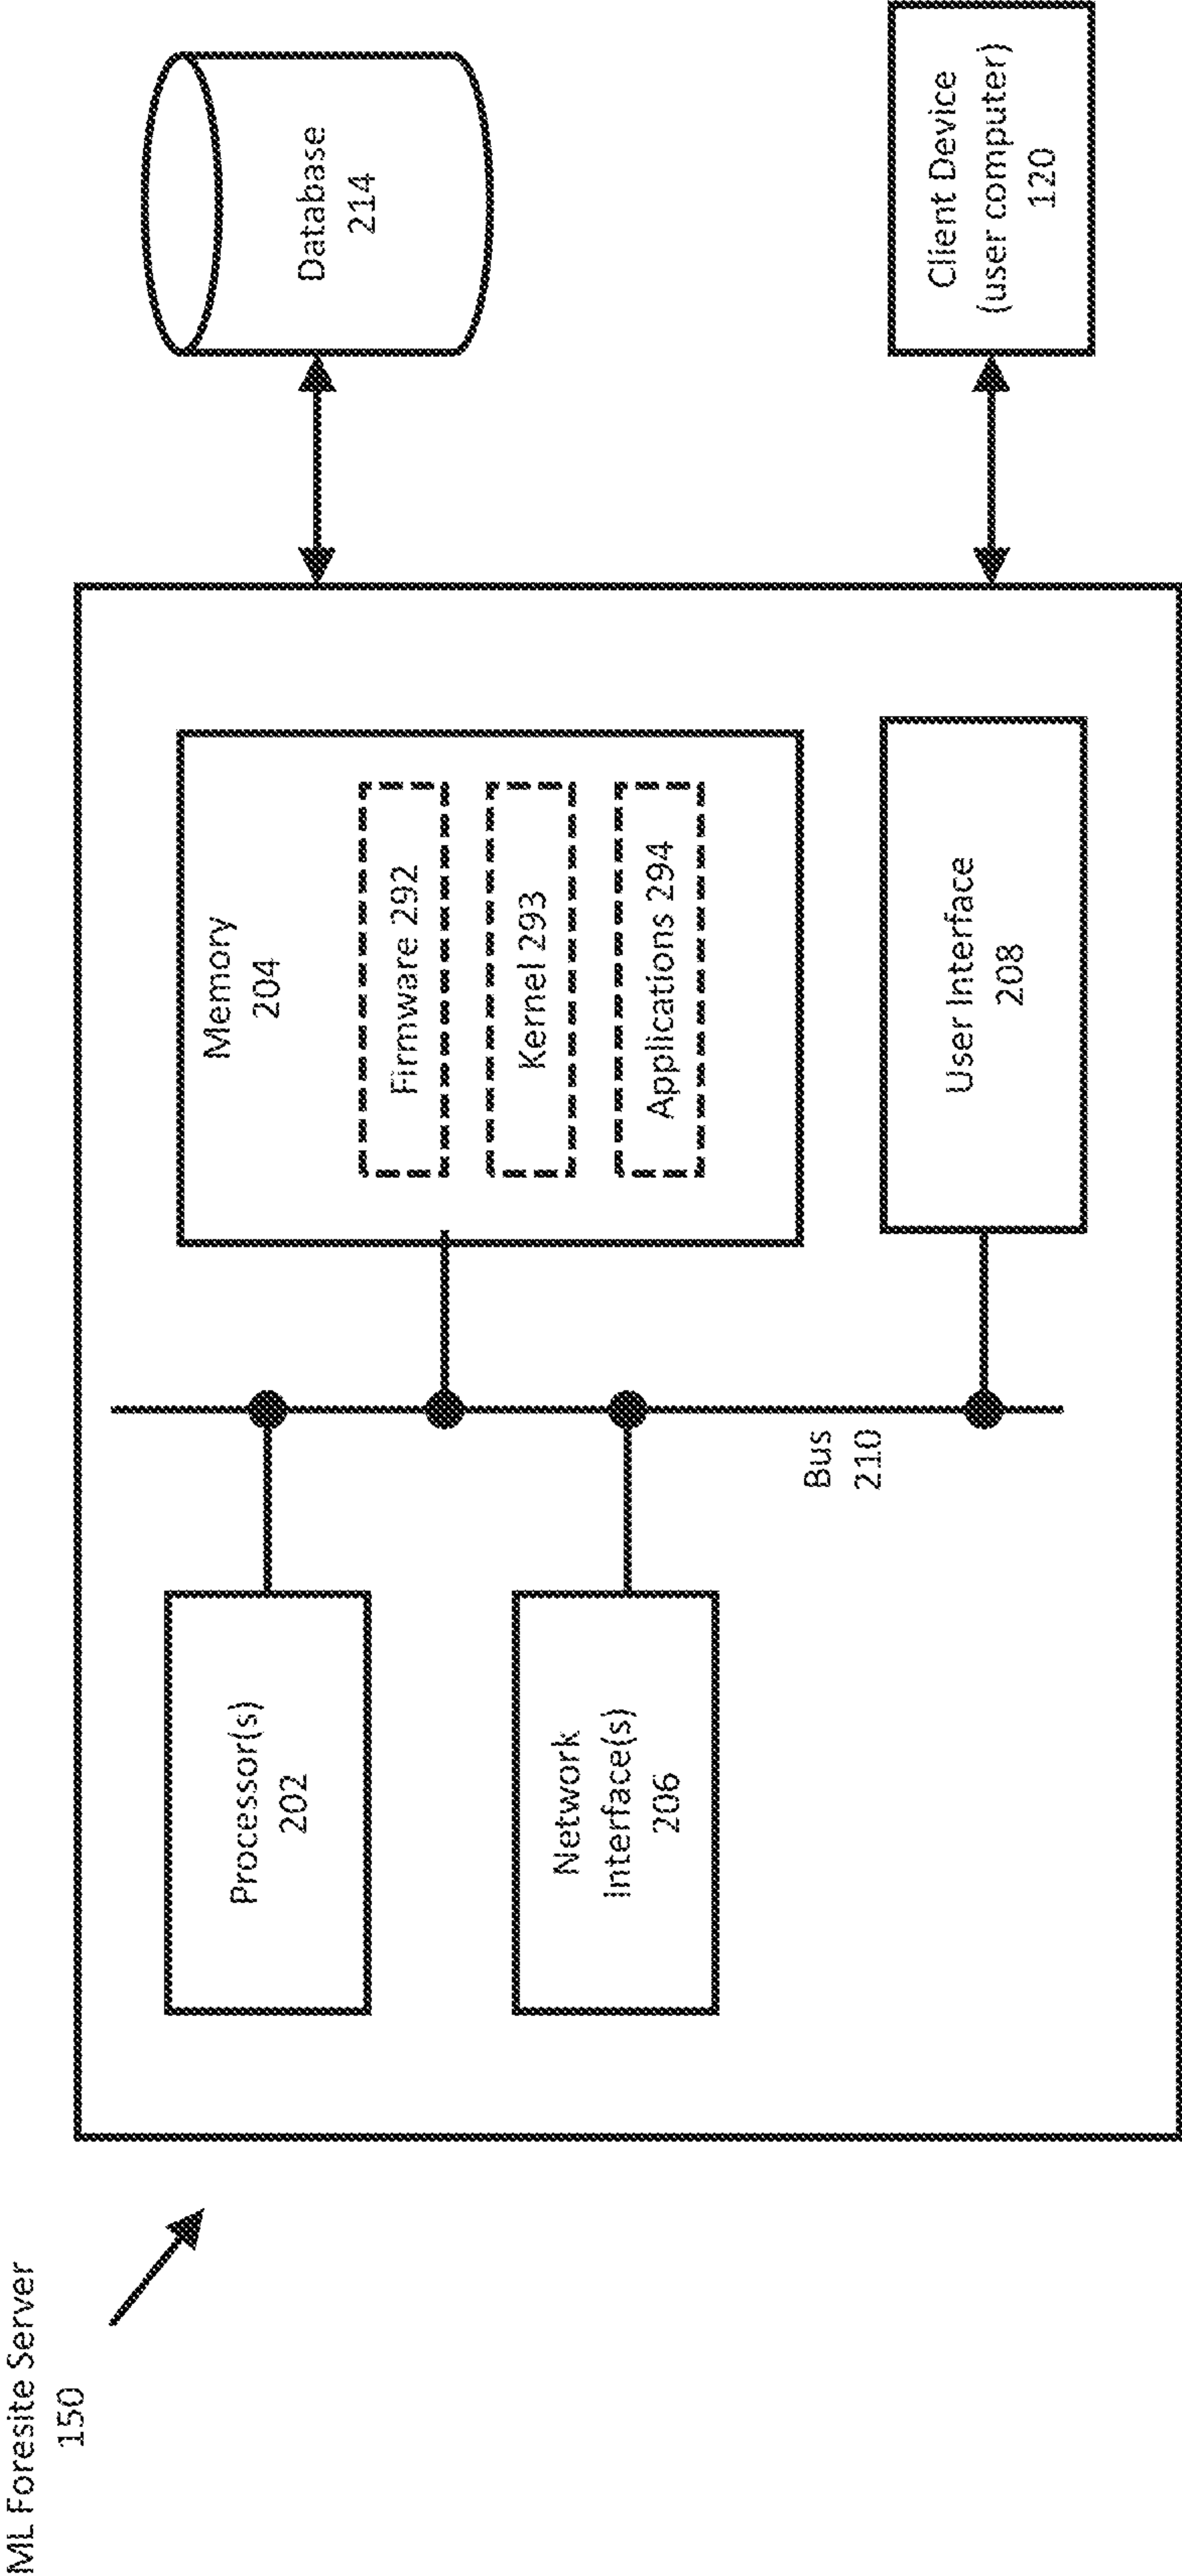 ML Foresite Server
150
Processor(s)
202
Network
Interface(s)
206
Bus
210
Memory
204
Firmware 292
Kernel 293
Applications 294
User Interface
208
Database
214
Client Device
(user computer)
120